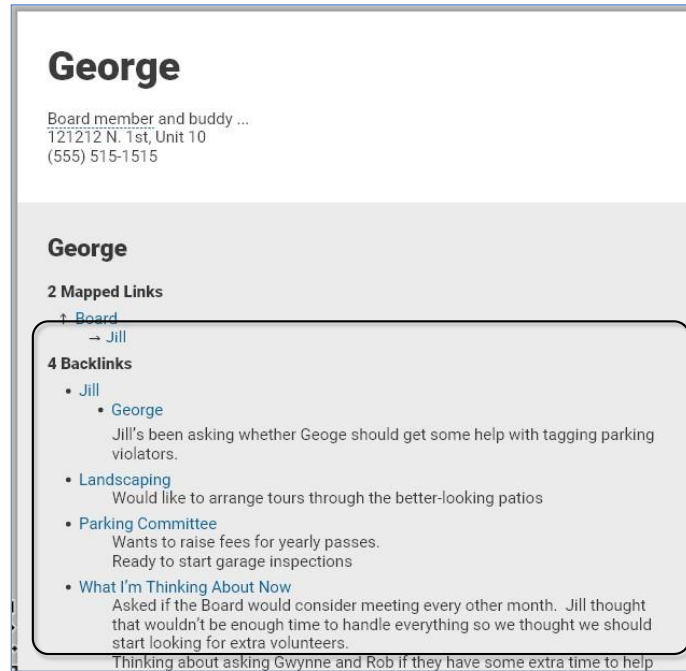 George
Board member and buddy ...
121212 N. 1st, Unit 10
(555) 515-1515
George
2 Mapped Links
↑ Board
→ Jill
4 Backlinks
• Jill
• George
Jill's been asking whether Geoge should get some help with tagging parking
violators.
• Landscaping
Would like to arrange tours through the better-looking patios
• Parking Committee
Wants to raise fees for yearly passes.
Ready to start garage inspections
• What I'm Thinking About Now
Asked if the Board would consider meeting every other month.  Jill thought
that wouldn't be enough time to handle everything so we thought we should
start looking for extra volunteers.
Thinking about asking Gwynne and Rob if they have some extra time to help